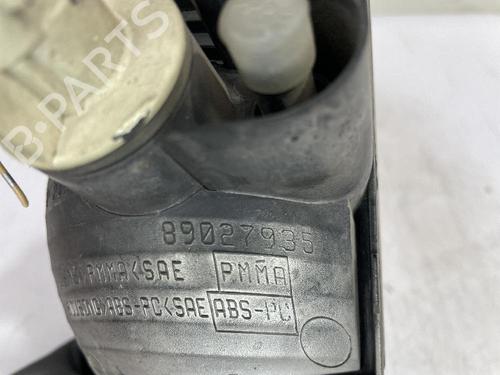 B-PARTS
89027935
PMMA<SAE PMMA
ABS-PC<SAE ABS-PC